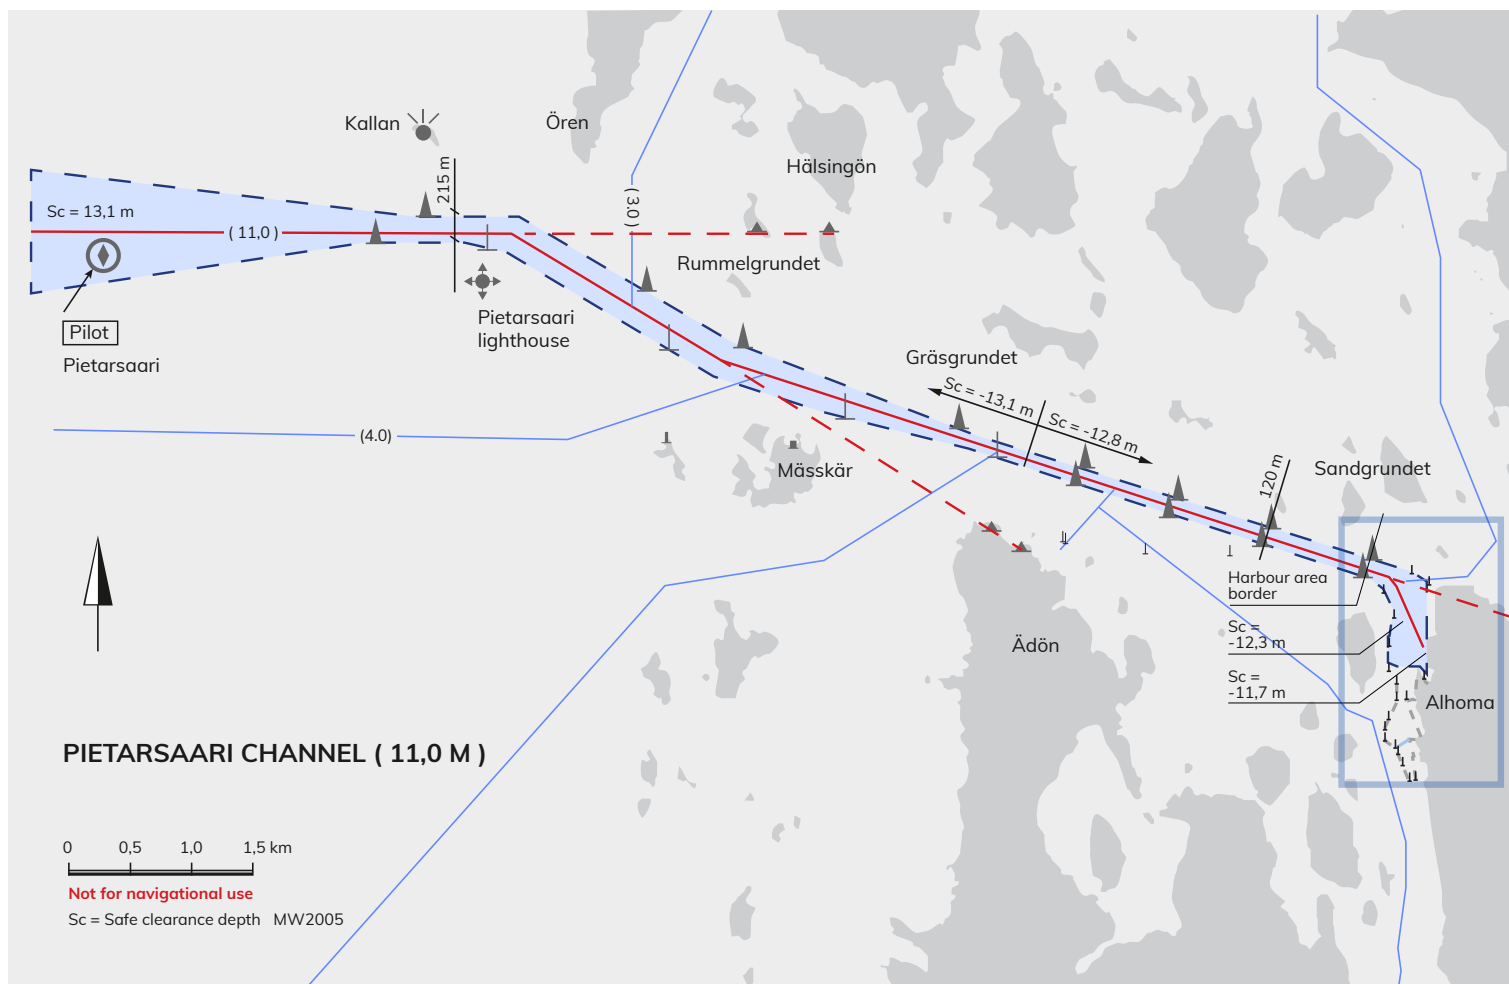 Kallan
Ören
Hälsingön
215 m
( 3.0 )
Sc = 13,1 m
( 11,0 )
Rummelgrundet
Pilot
Pietarsaari
Pietarsaari
lighthouse
Gräsgrundet
Sc = -13,1 m
Sc = -12,8 m
(4.0)
Mässkär
120 m
Sandgrundet
Harbour area
border
Sc =
-12,3 m
Sc =
-11,7 m
Ädön
Alhoma
PIETARSAARI CHANNEL ( 11,0 M )
0 0,5 1,0 1,5 km
Not for navigational use
Sc = Safe clearance depth MW2005